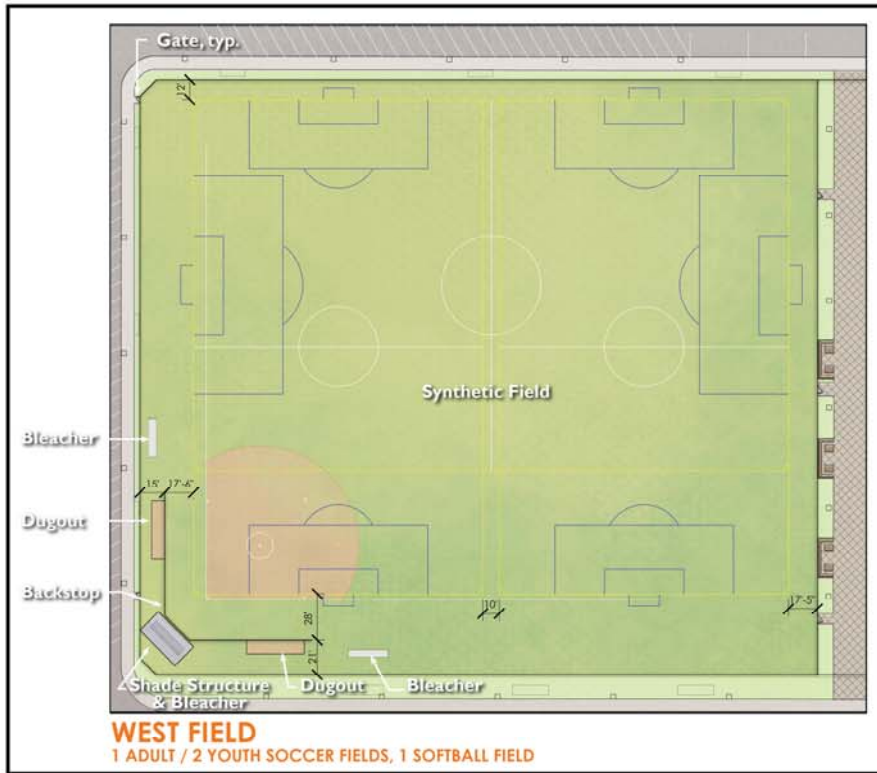 Gate, typ.
12'
Synthetic Field
Bleacher
15'
17'-6"
Dugout
Backstop
28'
10'
17'-5"
21'
Shade Structure
& Bleacher
Dugout
Bleacher
WEST FIELD
1 ADULT / 2 YOUTH SOCCER FIELDS, 1 SOFTBALL FIELD